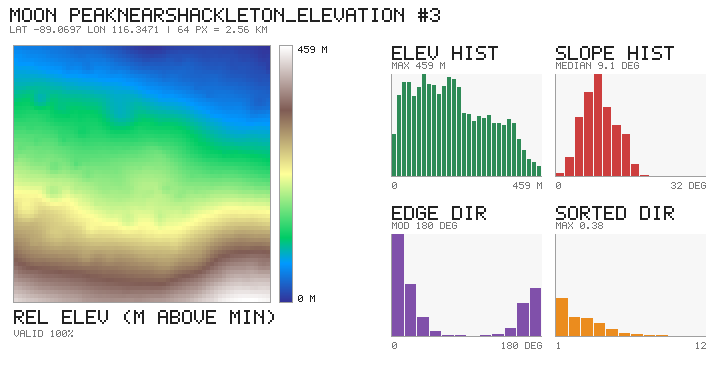 MOON PEAKNEARSHACKLETON_ELEVATION #3
LAT -89.0697 LON 116.3471 | 64 PX = 2.56 KM
459 M
0 M
REL ELEV (M ABOVE MIN)
VALID 100%
ELEV HIST
MAX 459 M
0 459 M
SLOPE HIST
MEDIAN 9.1 DEG
0 32 DEG
EDGE DIR
MOD 180 DEG
0 180 DEG
SORTED DIR
MAX 0.38
1 12